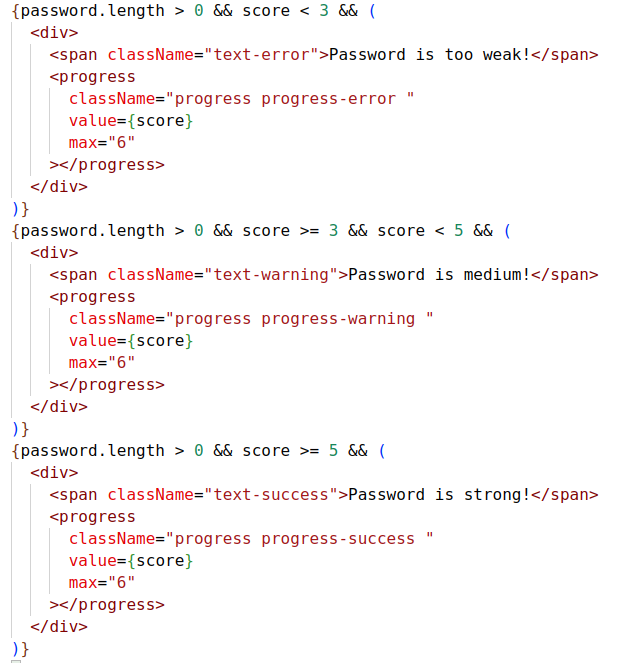 {password.length > 0 && score < 3 && (
  <div>
    <span className="text-error">Password is too weak!</span>
    <progress
      className="progress progress-error "
      value={score}
      max="6"
    ></progress>
  </div>
)}
{password.length > 0 && score >= 3 && score < 5 && (
  <div>
    <span className="text-warning">Password is medium!</span>
    <progress
      className="progress progress-warning "
      value={score}
      max="6"
    ></progress>
  </div>
)}
{password.length > 0 && score >= 5 && (
  <div>
    <span className="text-success">Password is strong!</span>
    <progress
      className="progress progress-success "
      value={score}
      max="6"
    ></progress>
  </div>
)}